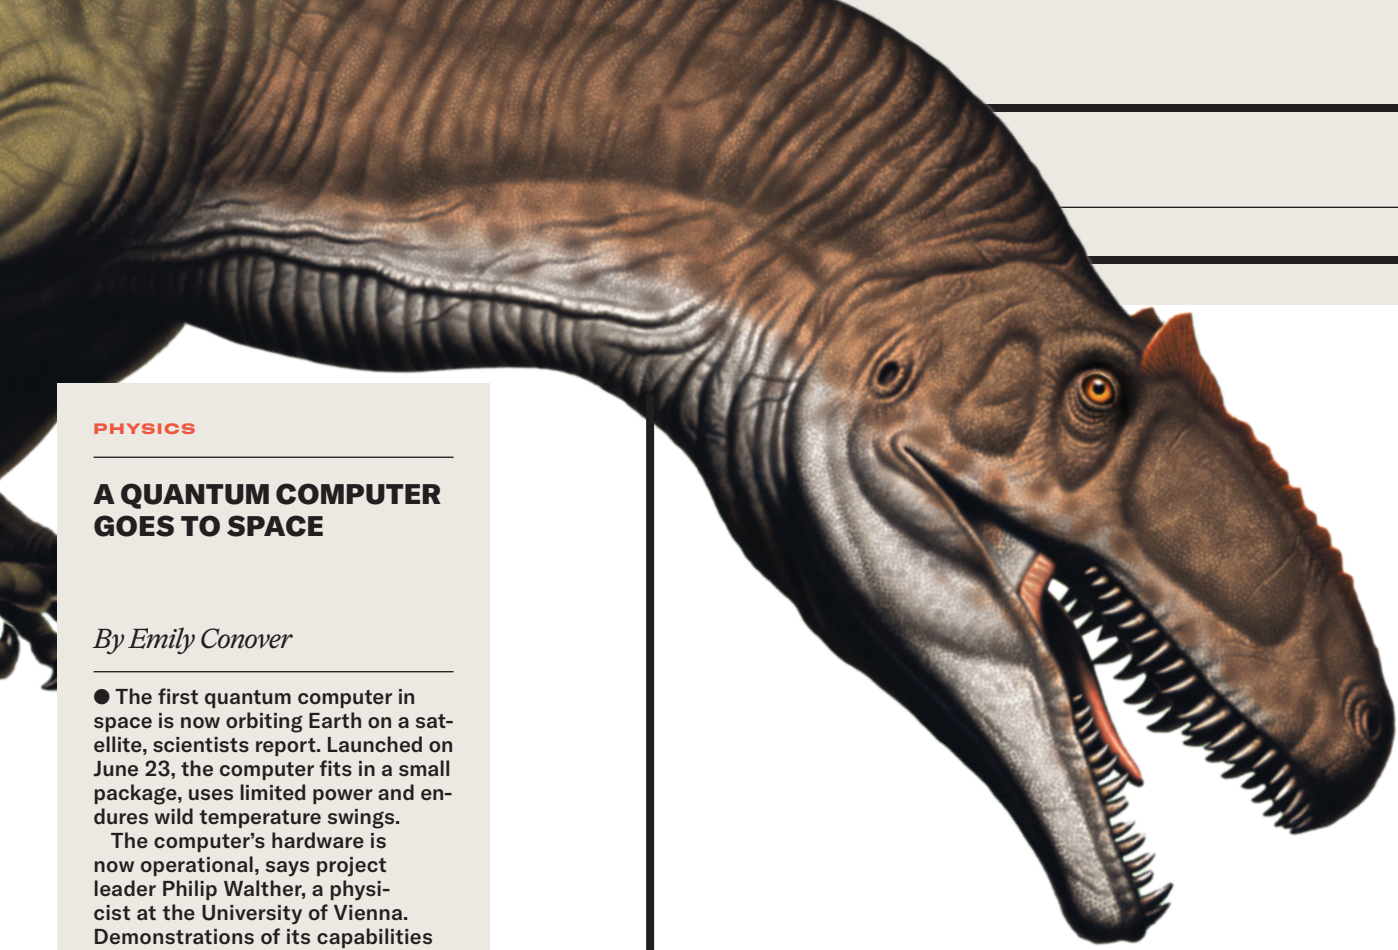 PHYSICS
A QUANTUM COMPUTER
GOES TO SPACE
By Emily Conover
● The first quantum computer in
space is now orbiting Earth on a sat-
ellite, scientists report. Launched on
June 23, the computer fits in a small
package, uses limited power and en-
dures wild temperature swings.
The computer’s hardware is
now operational, says project
leader Philip Walther, a physi-
cist at the University of Vienna.
Demonstrations of its capabilities